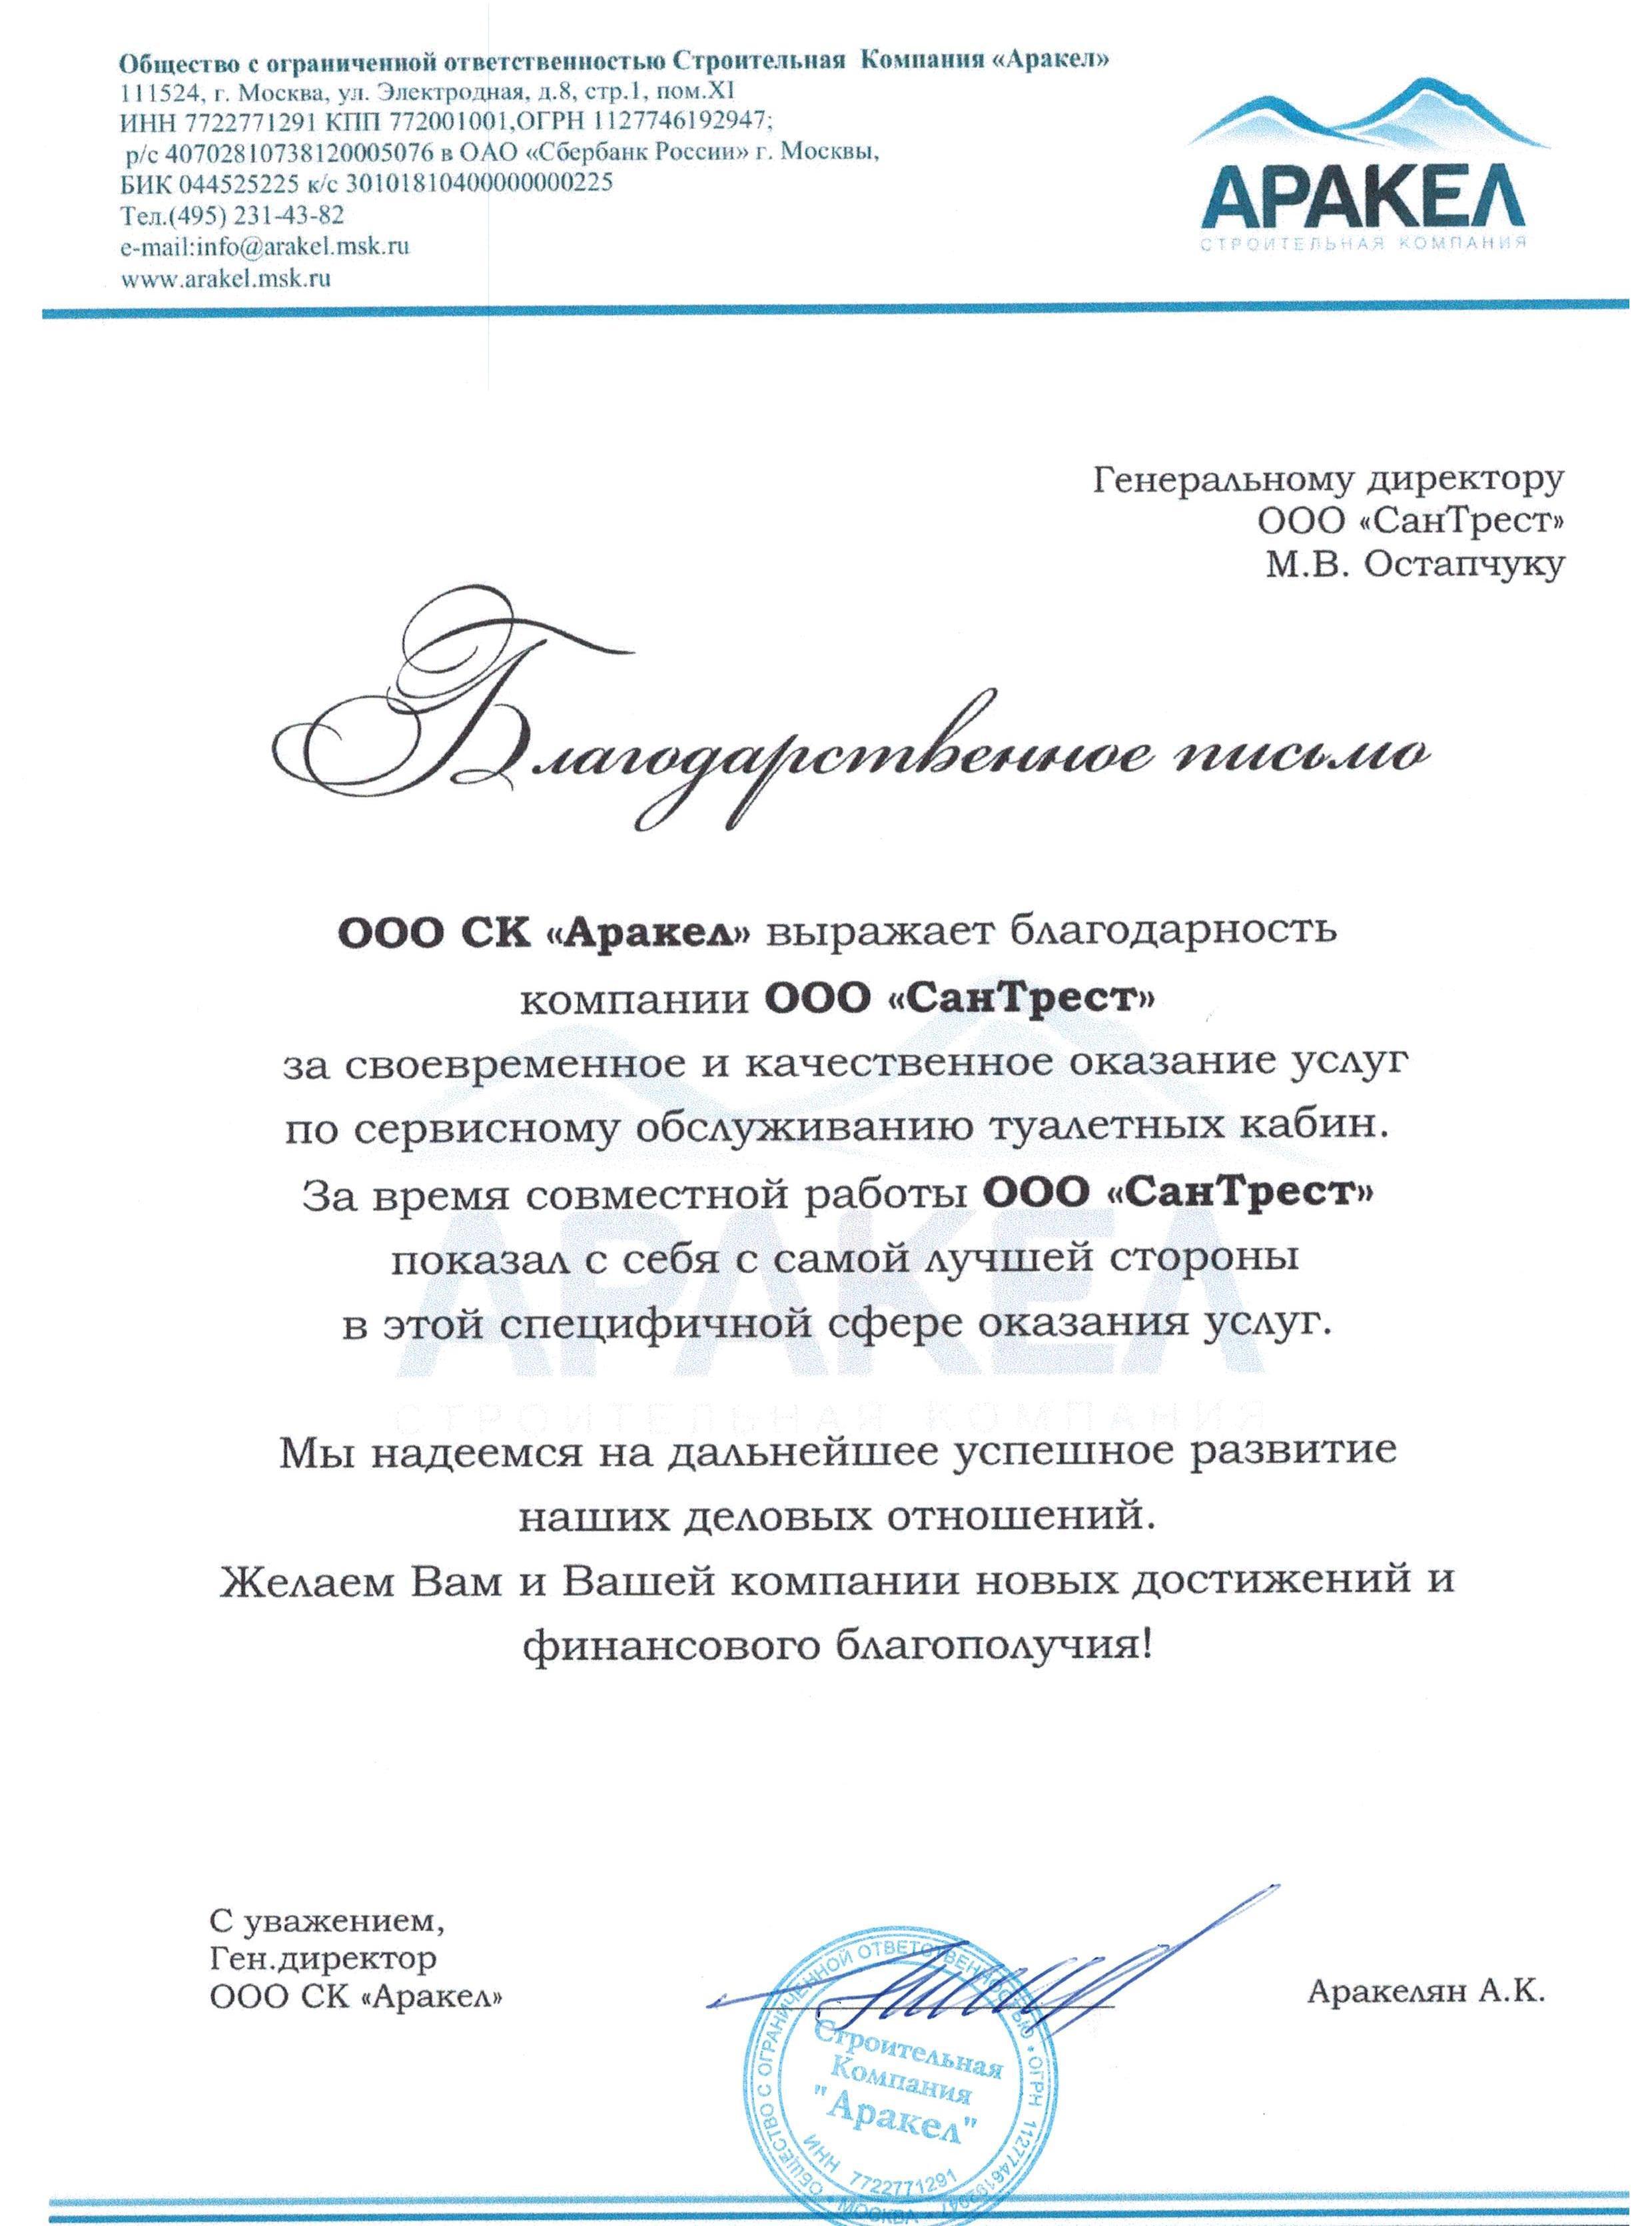 Общество с ограниченной ответственностью Строительная Компания «Аракел»
111524, г. Москва, ул. Электродная, д.8, стр.1, пом.XI
ИНН 7722771291 КПП 772001001,ОГРН 1127746192947;
р/с 40702810738120005076 в ОАО «Сбербанк России» г. Москвы,
БИК 044525225 к/с 30101810400000000225
Тел.(495) 231-43-82
e-mail:info@arakel.msk.ru
www.arakel.msk.ru
АРАКЕЛ
СТРОИТЕЛЬНАЯ КОМПАНИЯ
Генеральному директору
ООО «СанТрест»
М.В. Остапчуку
Благодарственное письмо
ООО СК «Аракел» выражает благодарность
компании ООО «СанТрест»
за своевременное и качественное оказание услуг
по сервисному обслуживанию туалетных кабин.
За время совместной работы ООО «СанТрест»
показал с себя с самой лучшей стороны
в этой специфичной сфере оказания услуг.
АРАКЕЛ
СТРОИТЕЛЬНАЯ КОМПАНИЯ
Мы надеемся на дальнейшее успешное развитие
наших деловых отношений.
Желаем Вам и Вашей компании новых достижений и
финансового благополучия!
С уважением,
Ген.директор
ООО СК «Аракел»
Аракелян А.К.
ОБЩЕСТВО С ОГРАНИЧЕННОЙ ОТВЕТСТВЕННОСТЬЮ • ОГРН 1127746192947 • МОСКВА •
Строительная
Компания
"Аракел"
ИНН 7722771291